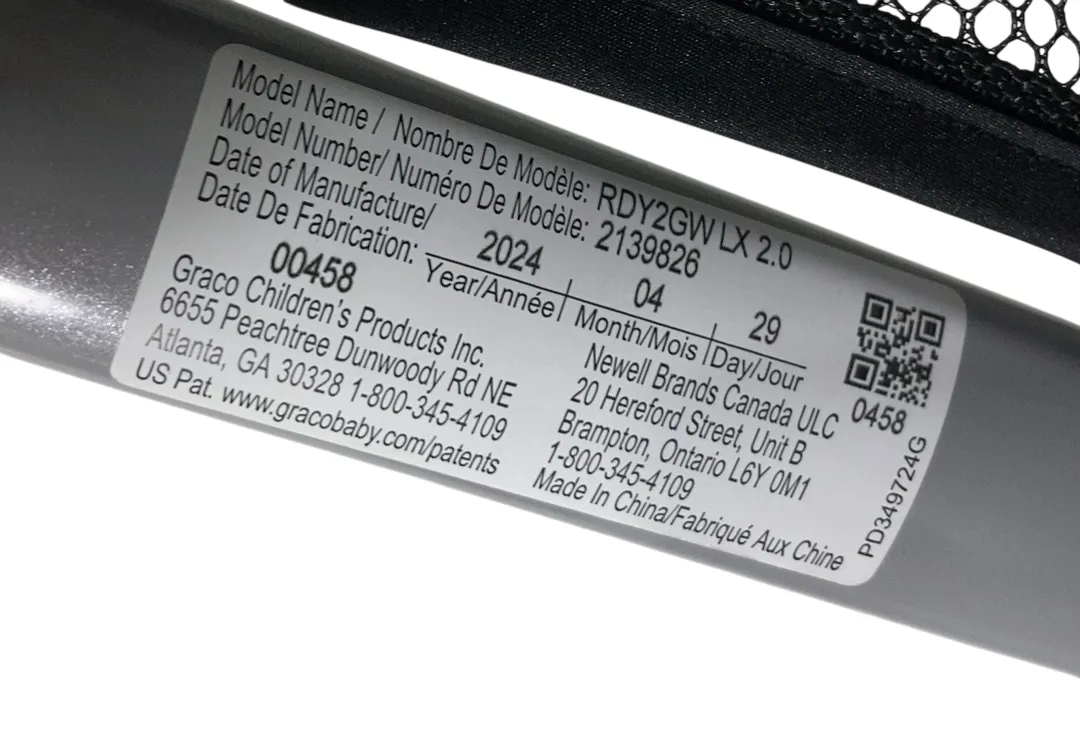 Model Name / Nombre De Modèle: RDY2GW LX 2.0
Model Number/ Numéro De Modèle: 2139826
Date of Manufacture/
Date De Fabrication: 2024 04 29
Year/Année Month/Mois Day/Jour
00458
Graco Children's Products Inc.
6655 Peachtree Dunwoody Rd NE
Atlanta, GA 30328 1-800-345-4109
US Pat. www.gracobaby.com/patents
Newell Brands Canada ULC
20 Hereford Street, Unit B
Brampton, Ontario L6Y 0M1
1-800-345-4109
Made In China/Fabriqué Aux Chine
0458
PD349724G